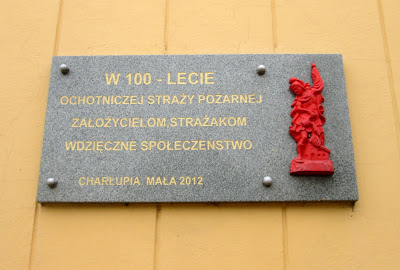 W 100 - LECIE
OCHOTNICZEJ STRAŻY POŻARNEJ
ZAŁOŻYCIELOM STRAŻAKOM
WDZIĘCZNE SPOŁECZEŃSTWO
CHARŁUPIA MAŁA 2012